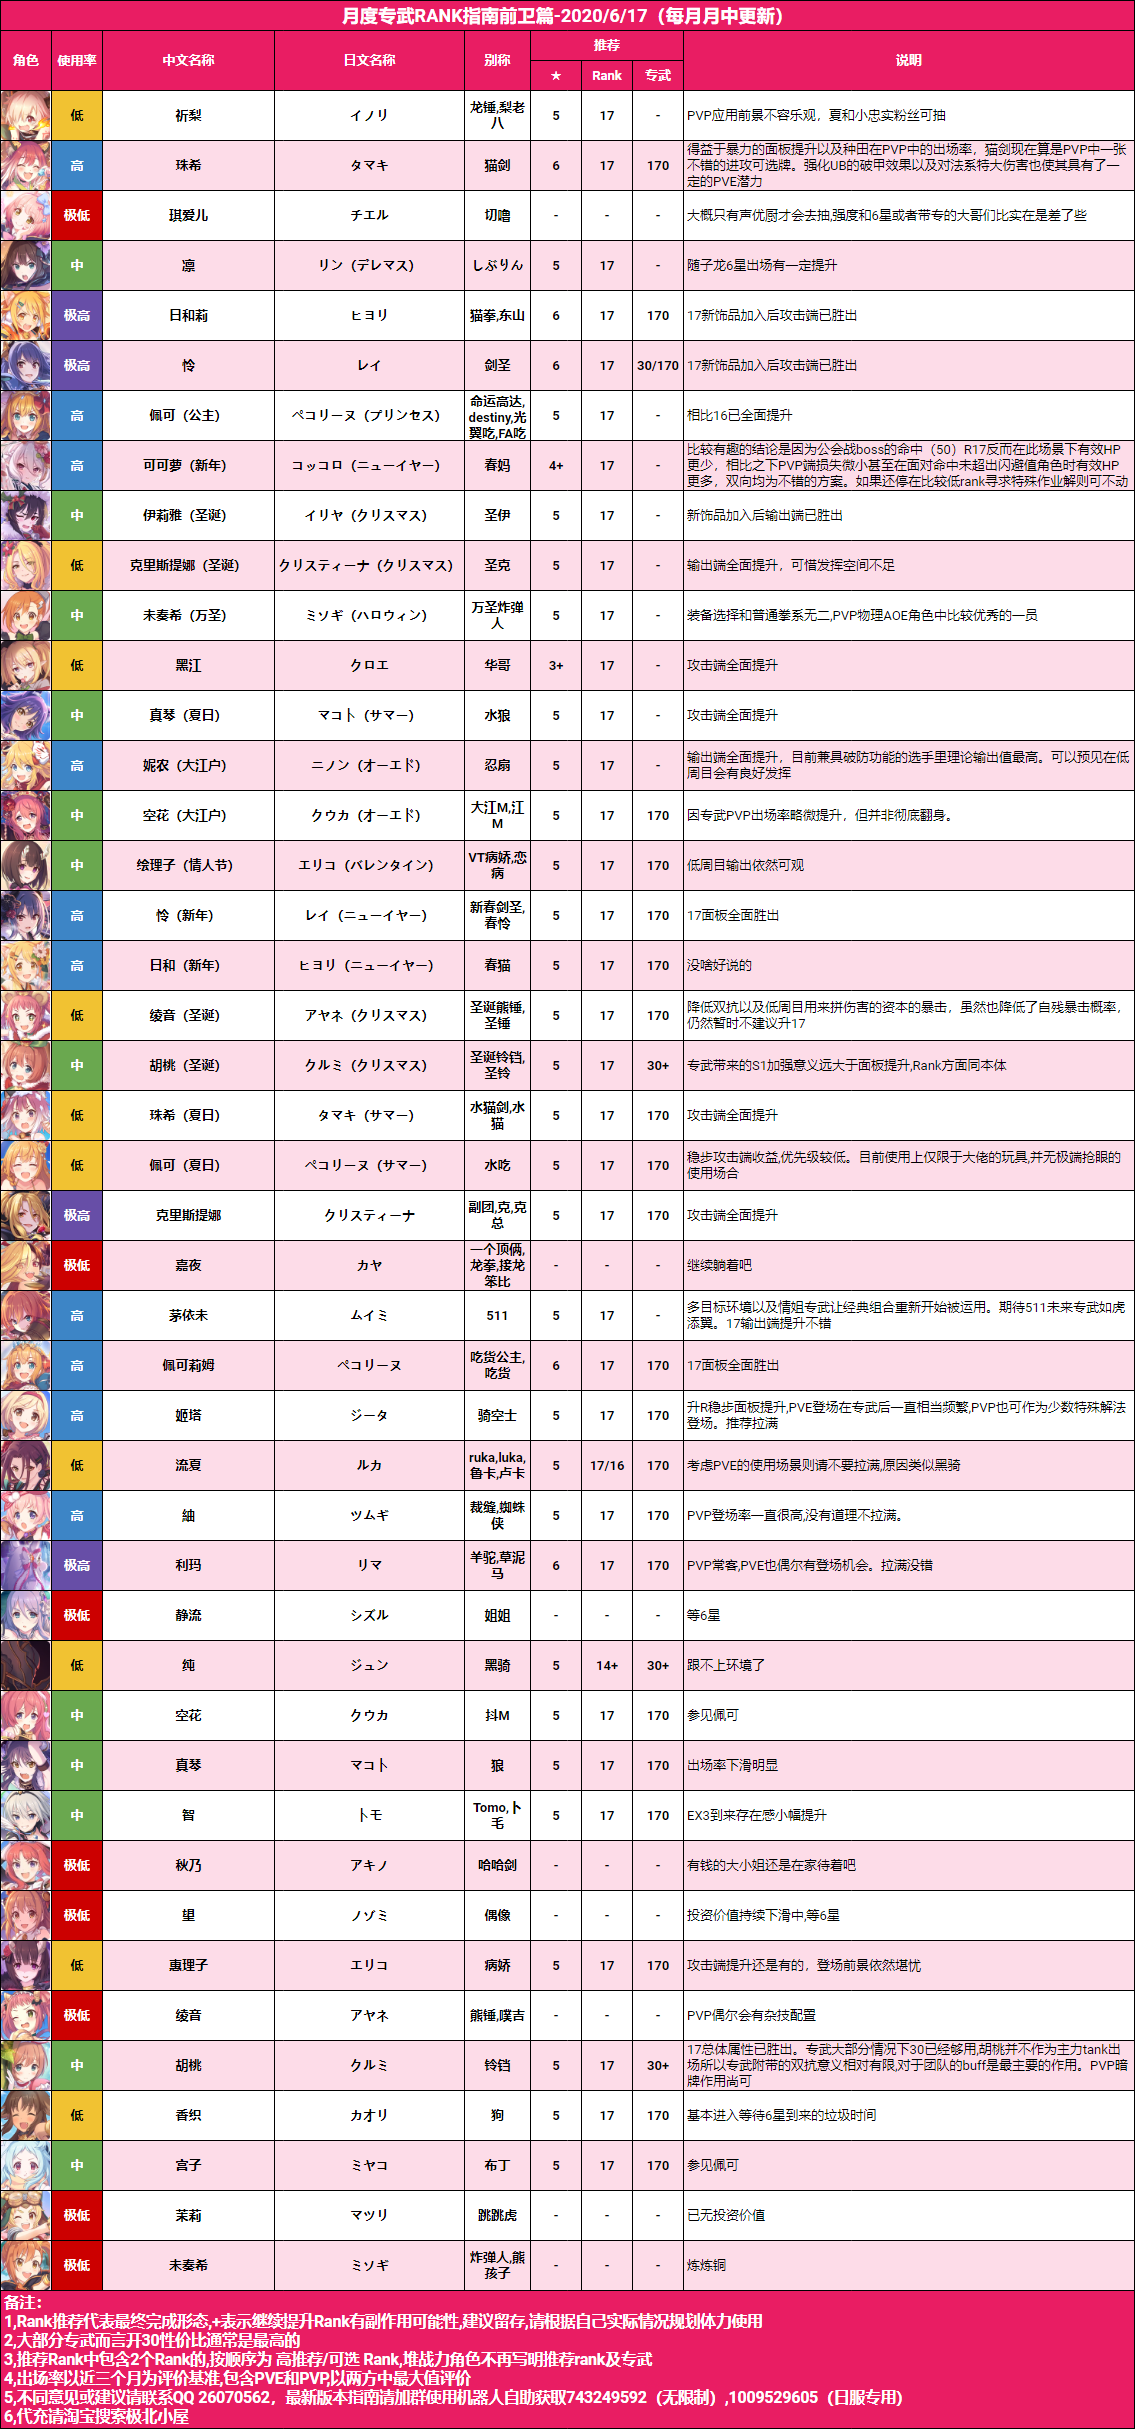 月度专武RANK指南前卫篇-2020/6/17（每月月中更新）
角色 使用率 中文名称 日文名称 别称 推荐 说明
★ Rank 专武
低 祈梨 イノリ 龙锤,梨老八 5 17 - PVP应用前景不容乐观，夏和小忠实粉丝可抽
高 珠希 タマキ 猫剑 6 17 170 得益于暴力的面板提升以及种田在PVP中的出场率，猫剑现在算是PVP中一张不错的进攻可选牌。强化UB的破甲效果以及对法系特大伤害也使其具有了一定的PVE潜力
极低 琪爱儿 チエル 切噜 - - - 大概只有声优厨才会去抽,强度和6星或者带专的大哥们比实在是差了些
中 凛 リン（デレマス） しぶりん 5 17 - 随子龙6星出场有一定提升
极高 日和莉 ヒヨリ 猫拳,东山 6 17 170 17新饰品加入后攻击端已胜出
极高 怜 レイ 剑圣 6 17 30/170 17新饰品加入后攻击端已胜出
高 佩可（公主） ペコリーヌ（プリンセス） 命运高达,destiny,光翼吃,FA吃 5 17 - 相比16已全面提升
高 可可萝（新年） コッコロ（ニューイヤー） 春妈 4+ 17 - 比较有趣的结论是因为公会战boss的命中（50）R17反而在此场景下有效HP更少，相比之下PVP端损失微小甚至在面对命中未超出闪避值角色时有效HP更多，双向均为不错的方案。如果还停在比较低rank寻求特殊作业解则可不动
中 伊莉雅（圣诞） イリヤ（クリスマス） 圣伊 5 17 - 新饰品加入后输出端已胜出
低 克里斯提娜（圣诞） クリスティーナ（クリスマス） 圣克 5 17 - 输出端全面提升，可惜发挥空间不足
中 未奏希（万圣） ミソギ（ハロウィン） 万圣炸弹人 5 17 - 装备选择和普通拳系无二,PVP物理AOE角色中比较优秀的一员
低 黑江 クロエ 华哥 3+ 17 - 攻击端全面提升
中 真琴（夏日） マコト（サマー） 水狼 5 17 - 攻击端全面提升
高 妮农（大江户） ニノン（オーエド） 忍扇 5 17 - 输出端全面提升，目前兼具破防功能的选手里理论输出值最高。可以预见在低周目会有良好发挥
中 空花（大江户） クウカ（オーエド） 大江M,江M 5 17 170 因专武PVP出场率略微提升，但并非彻底翻身。
中 绘理子（情人节） エリコ（バレンタイン） VT病娇,恋病 5 17 170 低周目输出依然可观
高 怜（新年） レイ（ニューイヤー） 新春剑圣,春怜 5 17 170 17面板全面胜出
高 日和（新年） ヒヨリ（ニューイヤー） 春猫 5 17 170 没啥好说的
低 绫音（圣诞） アヤネ（クリスマス） 圣诞熊锤,圣锤 5 17 170 降低双抗以及低周目用来拼伤害的资本的暴击，虽然也降低了自残暴击概率，仍然暂时不建议升17
中 胡桃（圣诞） クルミ（クリスマス） 圣诞铃铛,圣铃 5 17 30+ 专武带来的S1加强意义远大于面板提升,Rank方面同本体
低 珠希（夏日） タマキ（サマー） 水猫剑,水猫 5 17 170 攻击端全面提升
低 佩可（夏日） ペコリーヌ（サマー） 水吃 5 17 170 稳步攻击端收益,优先级较低。目前使用上仅限于大佬的玩具,并无极端抢眼的使用场合
极高 克里斯提娜 クリスティーナ 副团,克,克总 5 17 170 攻击端全面提升
极低 嘉夜 カヤ 一个顶俩,龙拳,接龙笨比 - - - 继续躺着吧
高 茅依未 ムイミ 511 5 17 - 多目标环境以及情姐专武让经典组合重新开始被运用。期待511未来专武如虎添翼。17输出端提升不错
高 佩可莉姆 ペコリーヌ 吃货公主,吃货 6 17 170 17面板全面胜出
高 姬塔 ジータ 骑空士 5 17 170 升R稳步面板提升,PVE登场在专武后一直相当频繁,PVP也可作为少数特殊解法登场。推荐拉满
低 流夏 ルカ ruka,luka,鲁卡,卢卡 5 17/16 170 考虑PVE的使用场景则请不要拉满,原因类似黑骑
高 紬 ツムギ 裁缝,蜘蛛侠 5 17 170 PVP登场率一直很高,没有道理不拉满。
极高 利玛 リマ 羊驼,草泥马 6 17 170 PVP常客,PVE也偶尔有登场机会。拉满没错
极低 静流 シズル 姐姐 - - - 等6星
低 纯 ジュン 黑骑 5 14+ 30+ 跟不上环境了
中 空花 クウカ 抖M 5 17 170 参见佩可
中 真琴 マコト 狼 5 17 170 出场率下滑明显
中 智 トモ Tomo,卜毛 5 17 170 EX3到来存在感小幅提升
极低 秋乃 アキノ 哈哈剑 - - - 有钱的大小姐还是在家待着吧
极低 望 ノゾミ 偶像 - - - 投资价值持续下滑中,等6星
低 惠理子 エリコ 病娇 5 17 170 攻击端提升还是有的，登场前景依然堪忧
极低 绫音 アヤネ 熊锤,噗吉 - - - PVP偶尔会有杂技配置
中 胡桃 クルミ 铃铛 5 17 30+ 17总体属性已胜出。专武大部分情况下30已经够用,胡桃并不作为主力tank出场所以专武附带的双抗意义相对有限,对于团队的buff是最主要的作用。PVP暗牌作用尚可
低 香织 カオリ 狗 5 17 170 基本进入等待6星到来的垃圾时间
中 宫子 ミヤコ 布丁 5 17 170 参见佩可
极低 茉莉 マツリ 跳跳虎 - - - 已无投资价值
极低 未奏希 ミソギ 炸弹人,熊孩子 - - - 炼炼铜
备注：
1,Rank推荐代表最终完成形态,+表示继续提升Rank有副作用可能性,建议留存,请根据自己实际情况规划体力使用
2,大部分专武而言开30性价比通常是最高的
3,推荐Rank中包含2个Rank的,按顺序为 高推荐/可选 Rank,堆战力角色不再写明推荐rank及专武
4,出场率以近三个月为评价基准,包含PVE和PVP,以两方中最大值评价
5,不同意见或建议请联系QQ 26070562，最新版本指南请加群使用机器人自助获取743249592（无限制）,1009529605（日服专用）
6,代充请淘宝搜索极北小屋